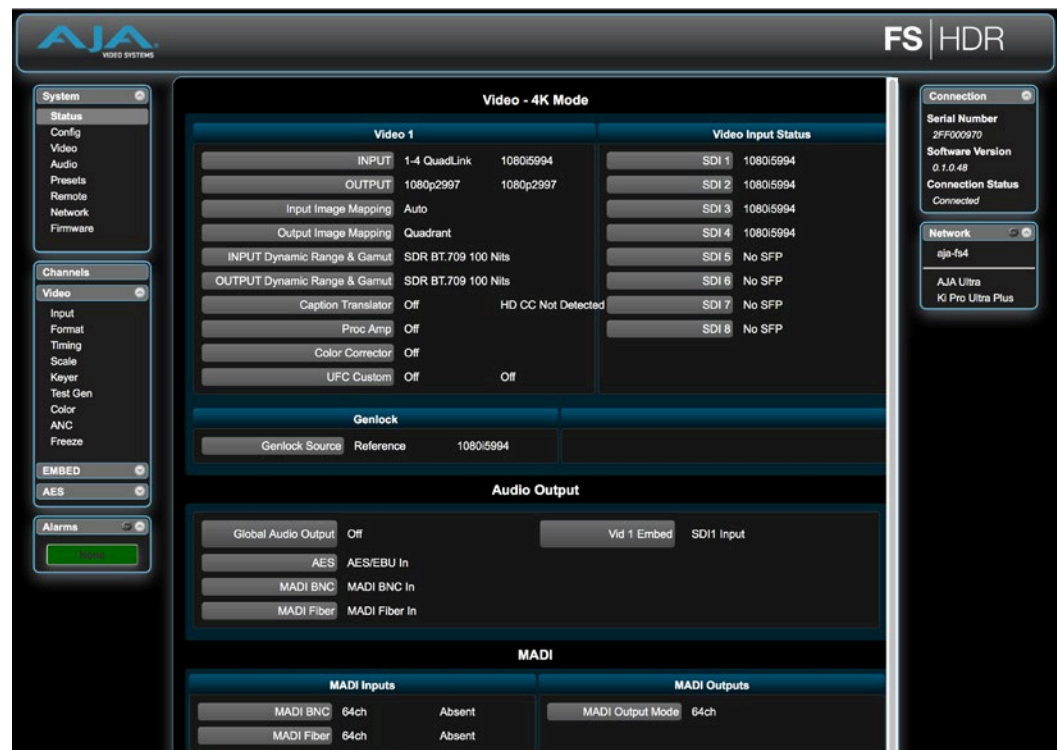 AJA
VIDEO SYSTEMS
FS|HDR
System
Status
Config
Video
Audio
Presets
Remote
Network
Firmware
Channels
Video
Input
Format
Timing
Scale
Keyer
Test Gen
Color
ANC
Freeze
EMBED
AES
Alarms
None
Video - 4K Mode
Video 1
INPUT 1-4 QuadLink 1080i5994
OUTPUT 1080p2997 1080p2997
Input Image Mapping Auto
Output Image Mapping Quadrant
INPUT Dynamic Range & Gamut SDR BT.709 100 Nits
OUTPUT Dynamic Range & Gamut SDR BT.709 100 Nits
Caption Translator Off HD CC Not Detected
Proc Amp Off
Color Corrector Off
UFC Custom Off Off
Video Input Status
SDI 1 1080i5994
SDI 2 1080i5994
SDI 3 1080i5994
SDI 4 1080i5994
SDI 5 No SFP
SDI 6 No SFP
SDI 7 No SFP
SDI 8 No SFP
Genlock
Genlock Source Reference 1080i5994
Audio Output
Global Audio Output Off
Vid 1 Embed SDI1 Input
AES AES/EBU In
MADI BNC MADI BNC In
MADI Fiber MADI Fiber In
MADI
MADI Inputs
MADI BNC 64ch Absent
MADI Fiber 64ch Absent
MADI Outputs
MADI Output Mode 64ch
Connection
Serial Number
2FF000970
Software Version
0.1.0.48
Connection Status
Connected
Network
aja-fs4
AJA Ultra
Ki Pro Ultra Plus